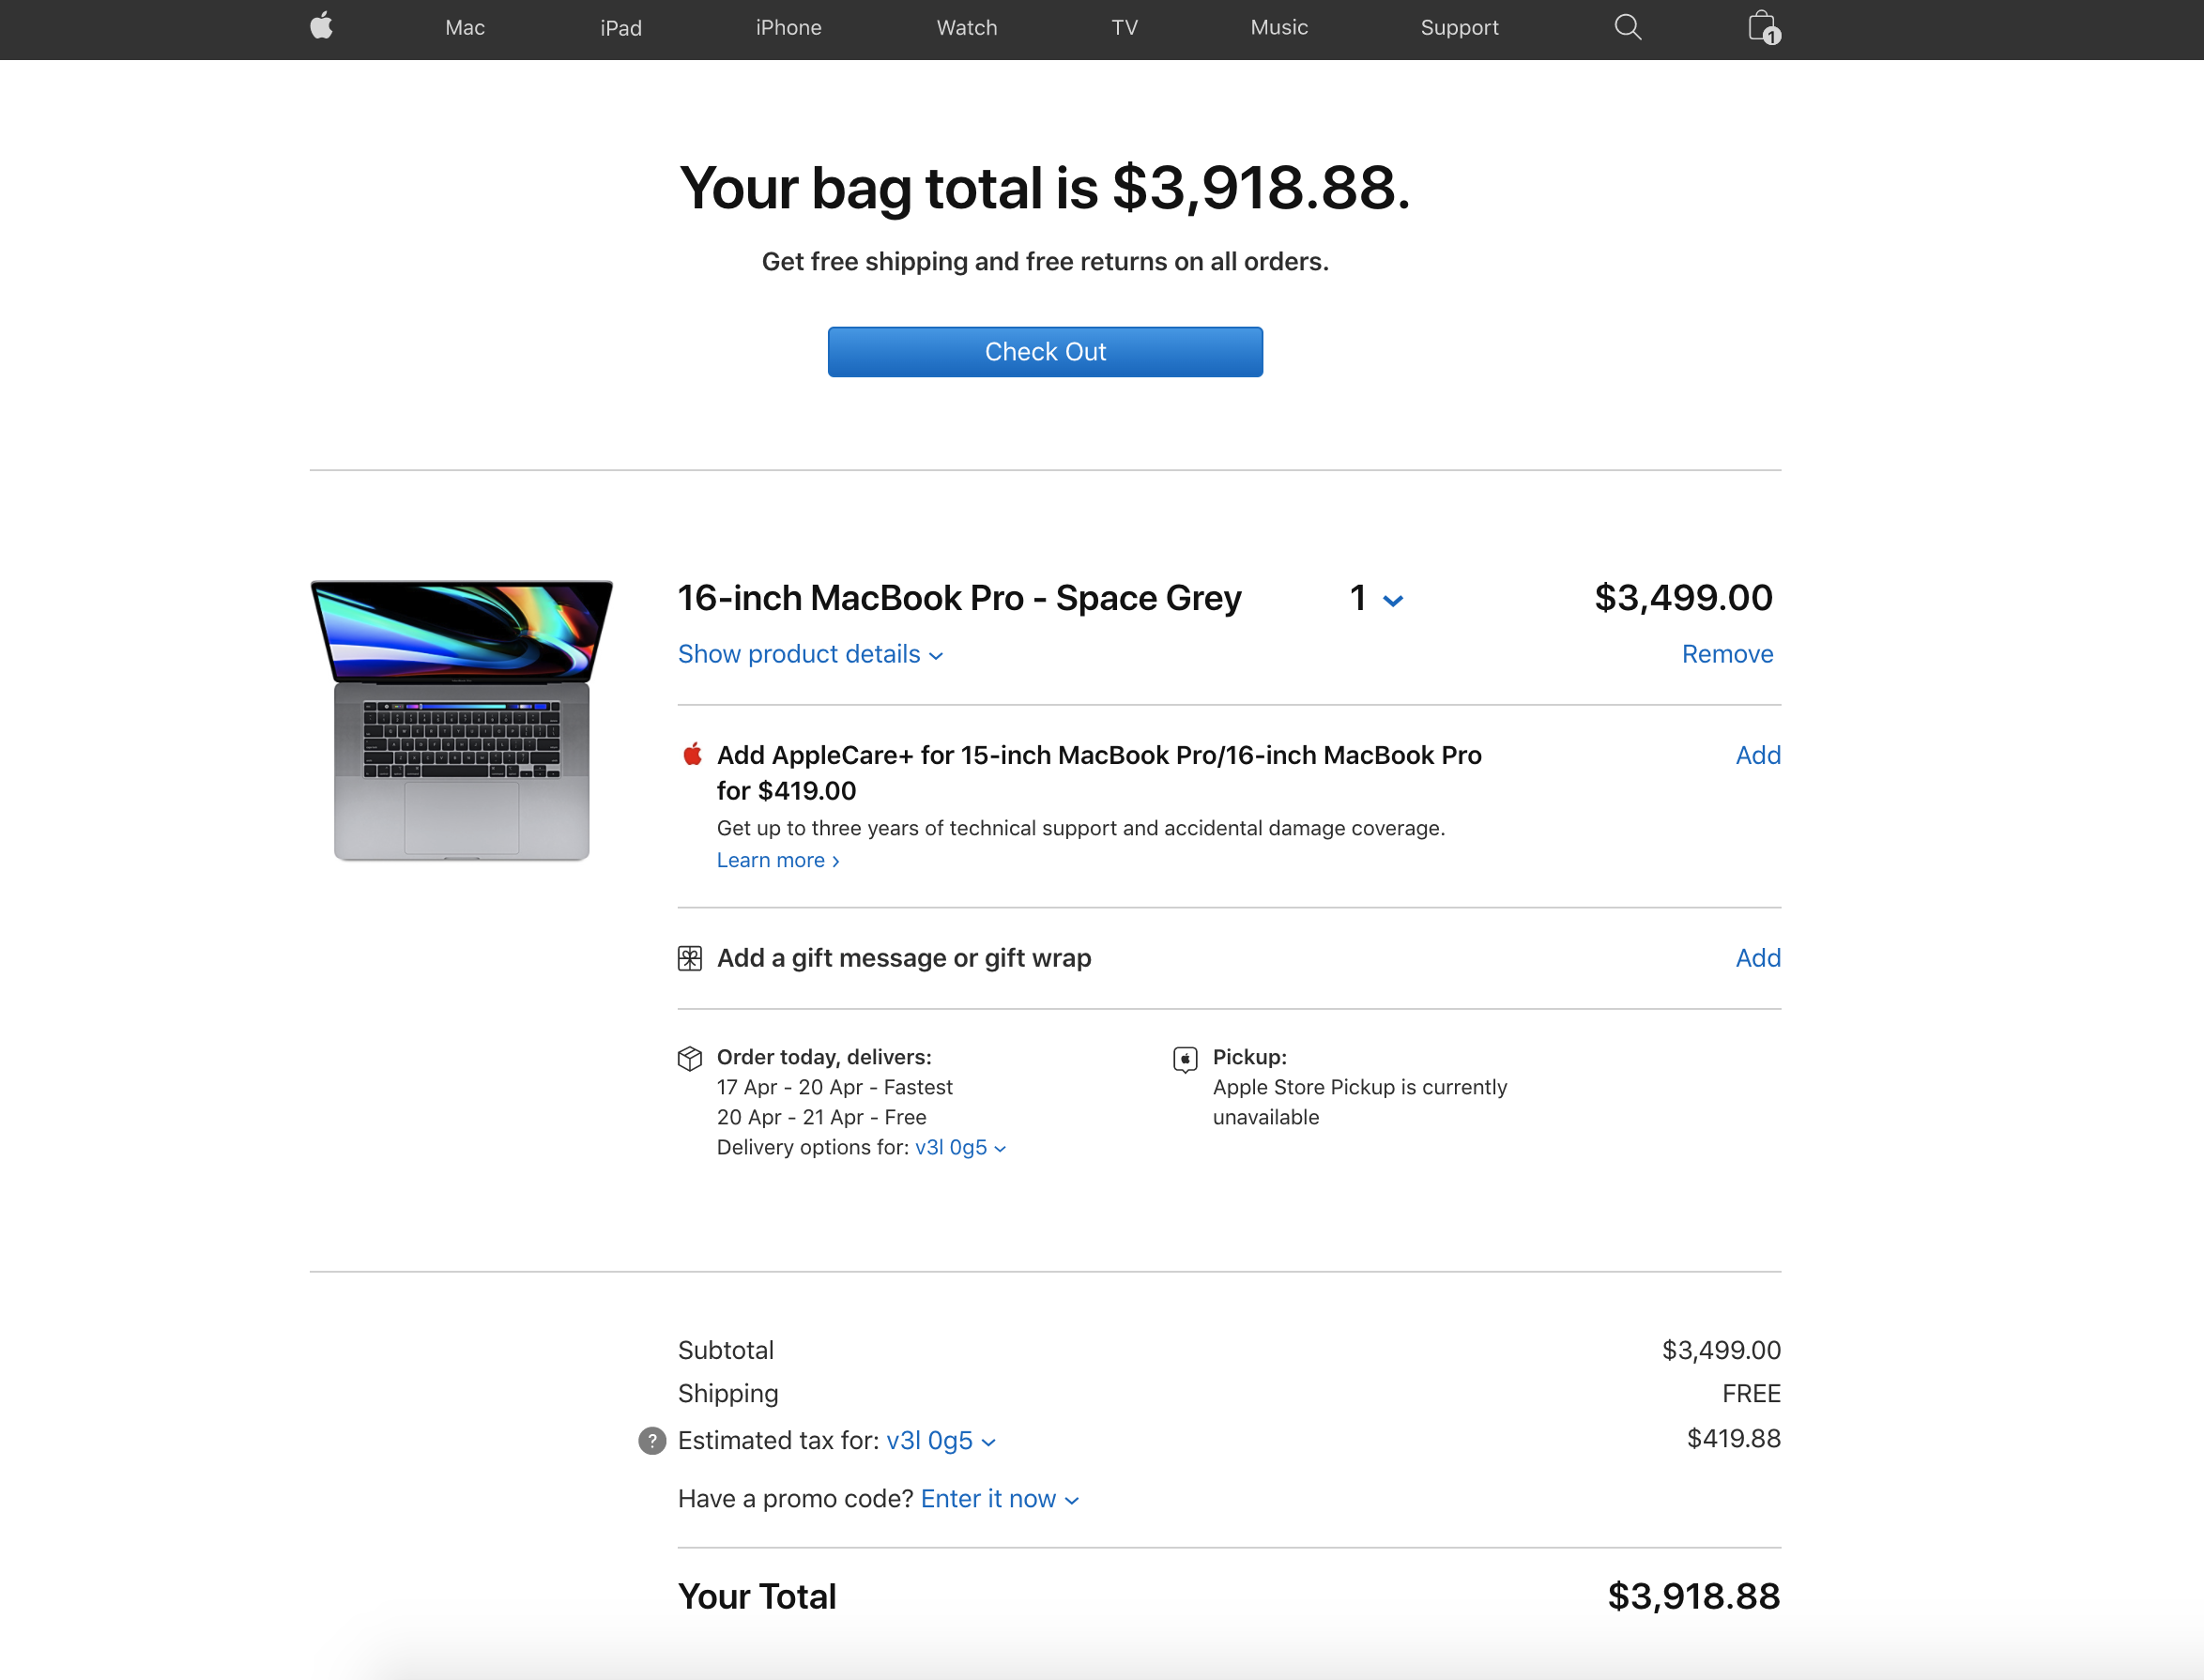 Mac iPad iPhone Watch TV Music Support 1
Your bag total is $3,918.88.
Get free shipping and free returns on all orders.
Check Out
16-inch MacBook Pro - Space Grey 1 $3,499.00
Show product details Remove
Add AppleCare+ for 15-inch MacBook Pro/16-inch MacBook Pro Add
for $419.00
Get up to three years of technical support and accidental damage coverage.
Learn more >
Add a gift message or gift wrap Add
Order today, delivers:
17 Apr - 20 Apr - Fastest
20 Apr - 21 Apr - Free
Delivery options for: v3l 0g5
Pickup:
Apple Store Pickup is currently
unavailable
Subtotal $3,499.00
Shipping FREE
? Estimated tax for: v3l 0g5 $419.88
Have a promo code? Enter it now
Your Total $3,918.88